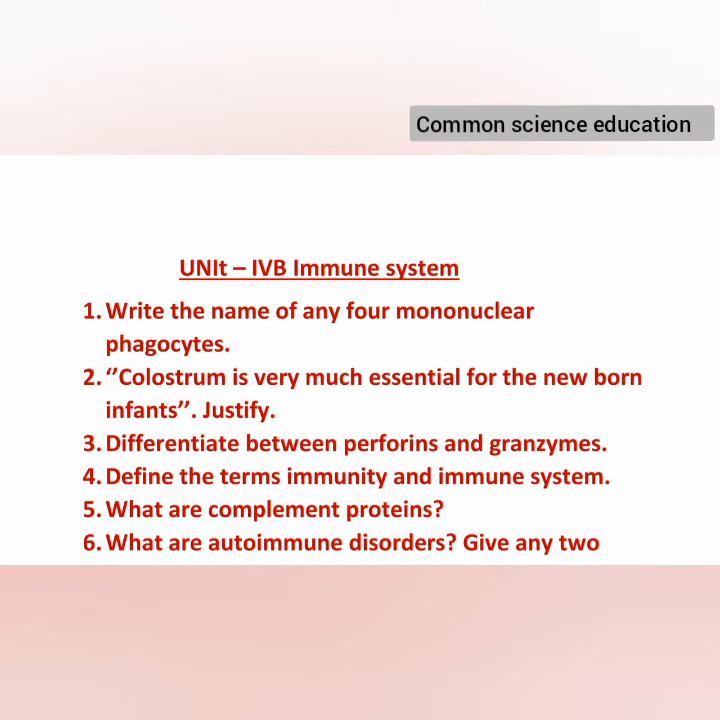 Common science education
UNIt – IVB Immune system
1. Write the name of any four mononuclear
phagocytes.
2. ‘’Colostrum is very much essential for the new born
infants’’. Justify.
3. Differentiate between perforins and granzymes.
4. Define the terms immunity and immune system.
5. What are complement proteins?
6. What are autoimmune disorders? Give any two